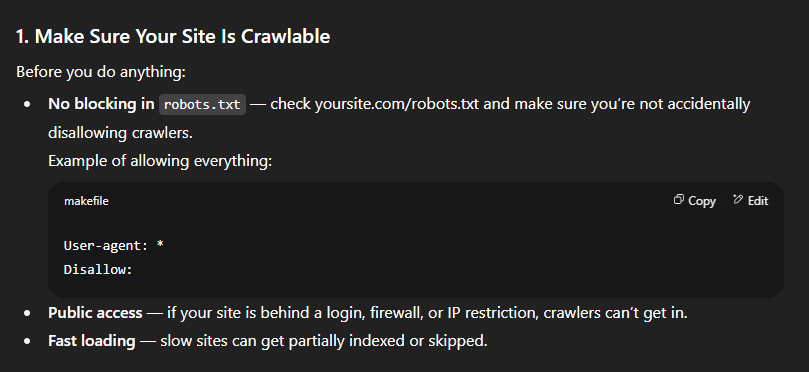 1. Make Sure Your Site Is Crawlable
Before you do anything:
• No blocking in robots.txt — check yoursite.com/robots.txt and make sure you're not accidentally
disallowing crawlers.
Example of allowing everything:
makefile Copy Edit
User-agent: *
Disallow:
• Public access — if your site is behind a login, firewall, or IP restriction, crawlers can't get in.
• Fast loading — slow sites can get partially indexed or skipped.